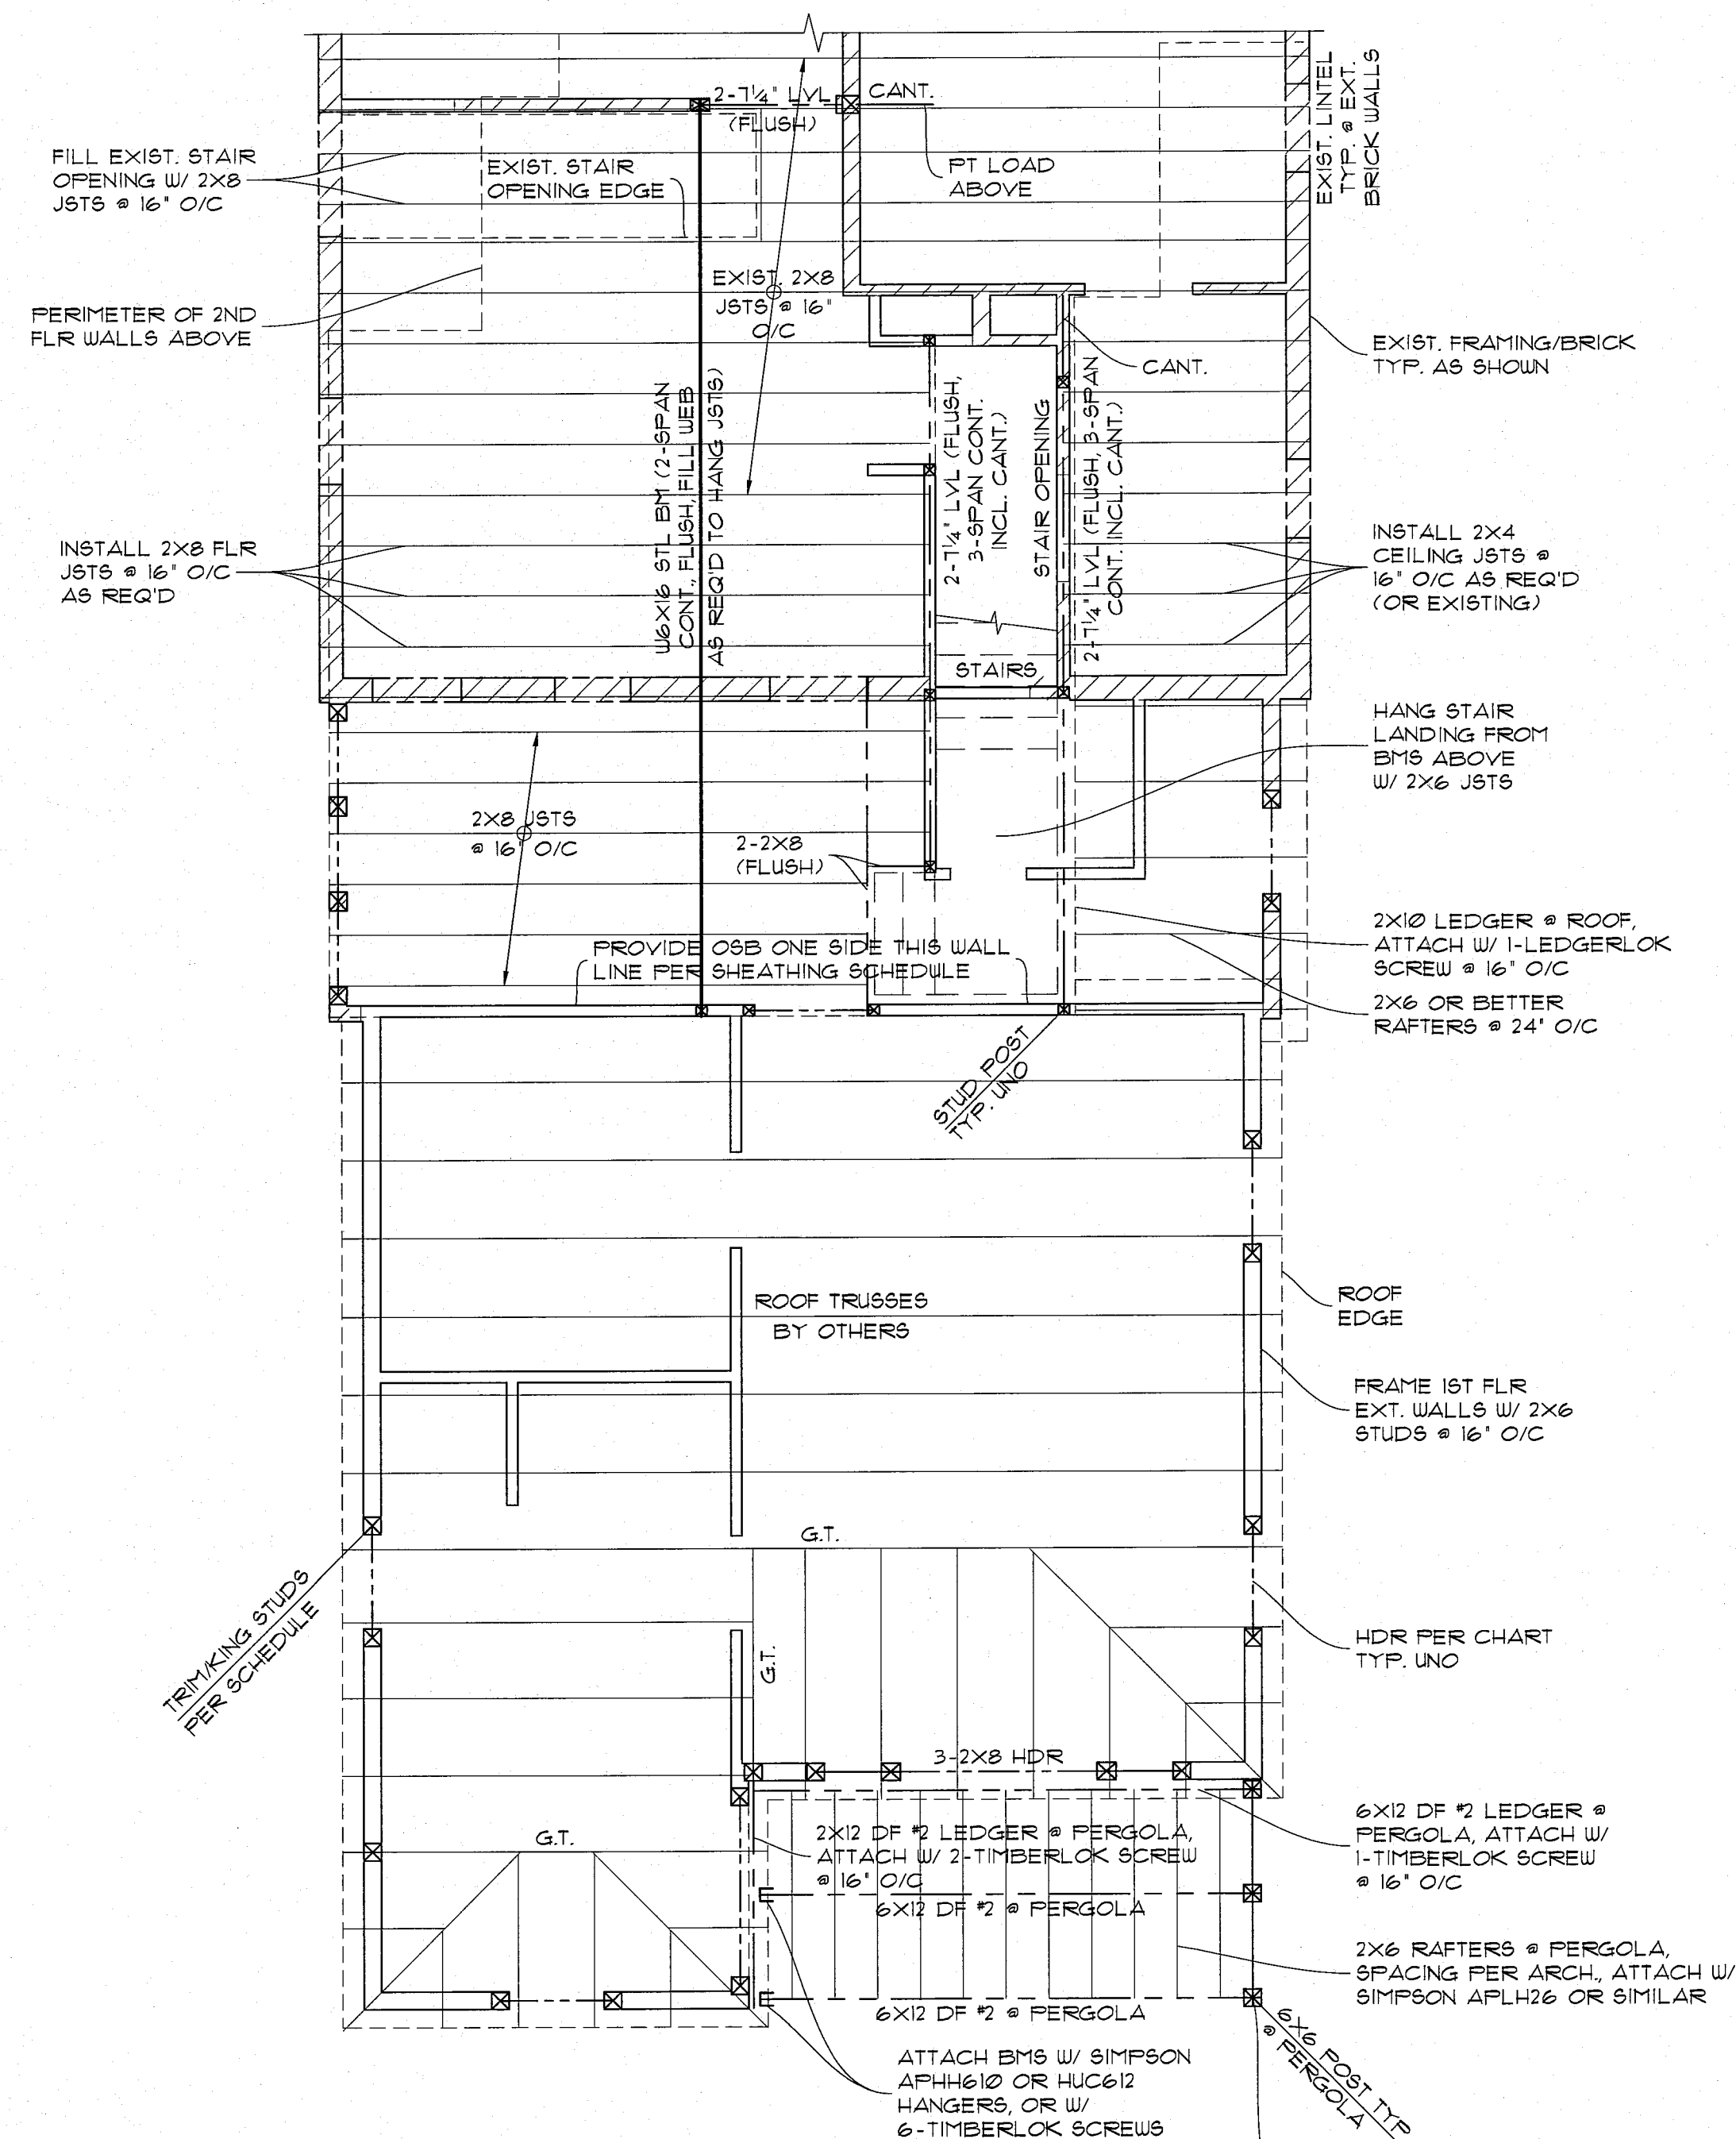 2-7¼" LVL
(FLUSH)
CANT.
EXIST. LINTEL
TYP. @ EXT.
BRICK WALLS
FILL EXIST. STAIR
OPENING W/ 2X8
JSTS @ 16" O/C
EXIST. STAIR
OPENING EDGE
PT LOAD
ABOVE
PERIMETER OF 2ND
FLR WALLS ABOVE
EXIST. 2X8
JSTS @ 16"
O/C
EXIST. FRAMING/BRICK
TYP. AS SHOWN
CANT.
W6X16 STL BM (2-SPAN
CONT., FLUSH, FILL WEB
AS REQ'D TO HANG JSTS)
2-7¼" LVL (FLUSH,
3-SPAN CONT.
INCL. CANT.)
STAIR OPENING
2-7¼" LVL (FLUSH, 3-SPAN
CONT. INCL. CANT.)
INSTALL 2X8 FLR
JSTS @ 16" O/C
AS REQ'D
INSTALL 2X4
CEILING JSTS @
16" O/C AS REQ'D
(OR EXISTING)
STAIRS
HANG STAIR
LANDING FROM
BMS ABOVE
W/ 2X6 JSTS
2X8 JSTS
@ 16" O/C
2-2X8
(FLUSH)
PROVIDE OSB ONE SIDE THIS WALL
LINE PER SHEATHING SCHEDULE
2X10 LEDGER @ ROOF,
ATTACH W/ 1-LEDGERLOK
SCREW @ 16" O/C
2X6 OR BETTER
RAFTERS @ 24" O/C
STUD POST
TYP. UNO
ROOF TRUSSES
BY OTHERS
ROOF
EDGE
FRAME 1ST FLR
EXT. WALLS W/ 2X6
STUDS @ 16" O/C
G.T.
TRIM/KING STUDS
PER SCHEDULE
G.T.
HDR PER CHART
TYP. UNO
3-2X8 HDR
G.T.
2X12 DF #2 LEDGER @ PERGOLA,
ATTACH W/ 2-TIMBERLOK SCREW
@ 16" O/C
6X12 DF #2 LEDGER @
PERGOLA, ATTACH W/
1-TIMBERLOK SCREW
@ 16" O/C
6X12 DF #2 @ PERGOLA
2X6 RAFTERS @ PERGOLA,
SPACING PER ARCH., ATTACH W/
SIMPSON APLH26 OR SIMILAR
6X12 DF #2 @ PERGOLA
6X6 POST TYP
@ PERGOLA
ATTACH BMS W/ SIMPSON
APHH610 OR HUC612
HANGERS, OR W/
6-TIMBERLOK SCREWS